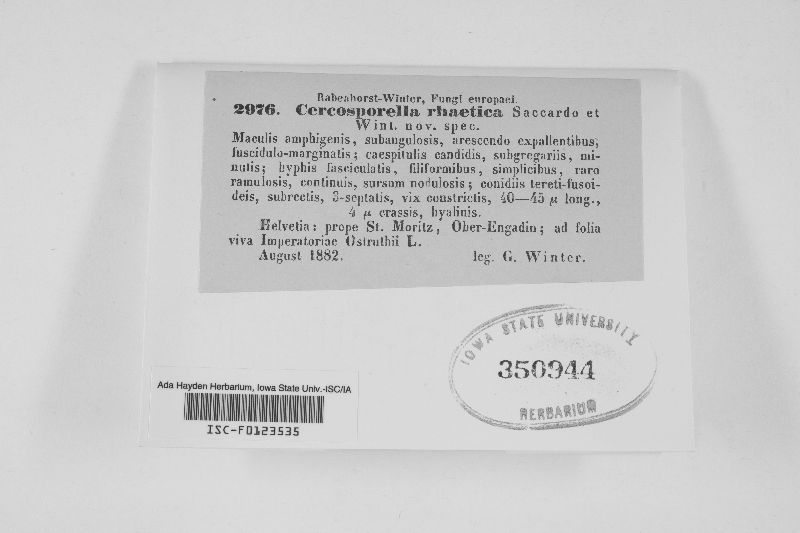 Rabenhorst-Winter, Fungi europaei.
2976. Cercosporella rhaetica Saccardo et
Wint. nov. spec.
Maculis amphigenis, subangulosis, arescendo expallentibus,
fuscidulo-marginatis; caespitulis candidis, subgregariis, mi-
nutis; hyphis fasciculatis, filiformibus, simplicibus, raro
ramulosis, continuis, sursum nodulosis; conidiis tereti-fusoi-
deis, subrectis, 3-septatis, vix constrictis, 40—45 μ long.,
4 μ crassis, hyalinis.
Helvetia: prope St. Moritz, Ober-Engadin; ad folia
viva Imperatoriae Ostruthii L.
August 1882. leg. G. Winter.
IOWA STATE UNIVERSITY
350944
HERBARIUM
Ada Hayden Herbarium, Iowa State Univ.-ISC/IA
ISC-F0123535